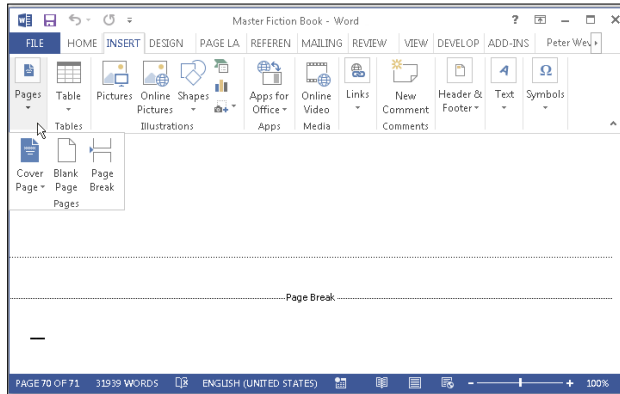 Master Fiction Book - Word
?
FILE HOME INSERT DESIGN PAGE LA REFEREN MAILING REVIEW VIEW DEVELOP ADD-INS Peter Wev
Pages Table Pictures Online Pictures Shapes Apps for Office Online Video Links New Comment Header & Footer Text Symbols
Tables Illustrations Apps Media Comments
Cover Page Blank Page Page Break
Pages
Page Break
PAGE 70 OF 71 31939 WORDS ENGLISH (UNITED STATES) - + 100%